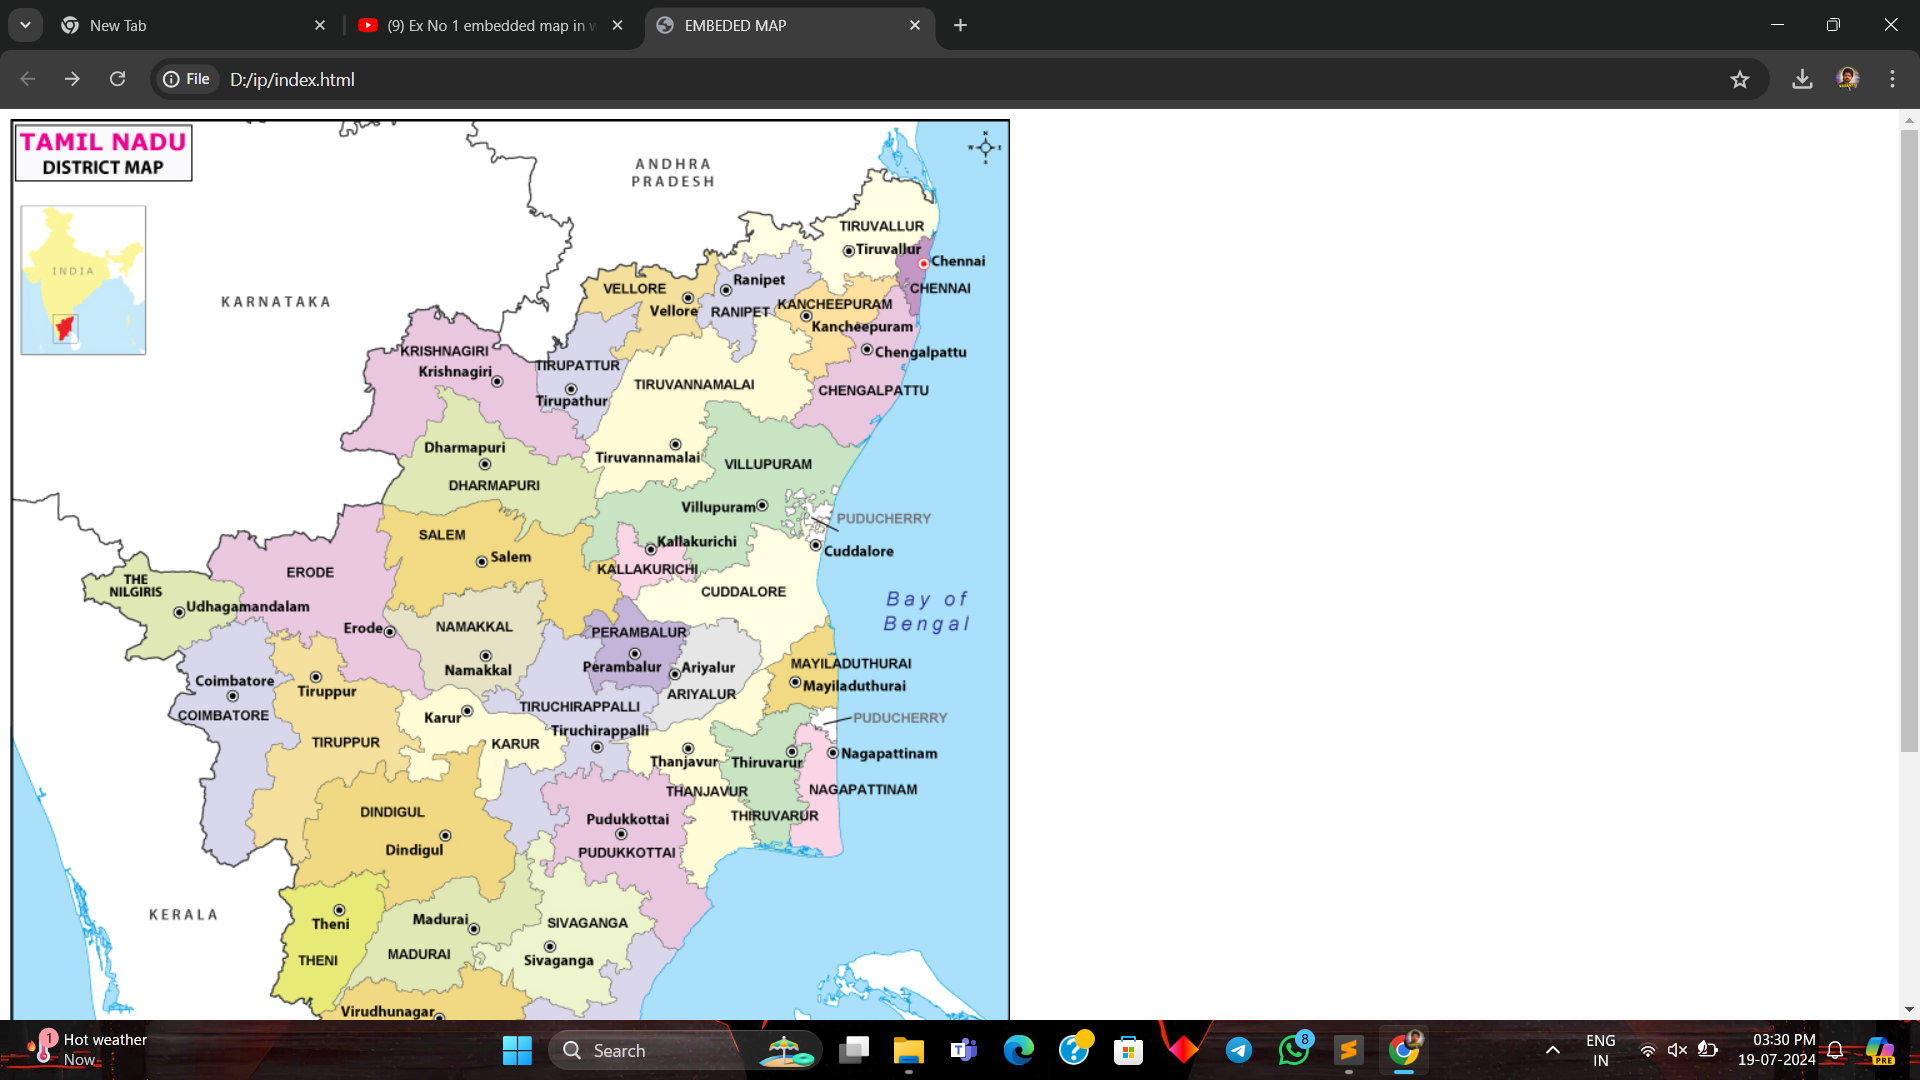 New Tab
(9) Ex No 1 embedded map in w
EMBEDED MAP
File
D:/ip/index.html
TAMIL NADU
DISTRICT MAP
ANDHRA
PRADESH
N
W
E
S
INDIA
KARNATAKA
TIRUVALLUR
Tiruvallur
Chennai
CHENNAI
VELLORE
Vellore
Ranipet
RANIPET
KANCHEEPURAM
Kancheepuram
Chengalpattu
CHENGALPATTU
KRISHNAGIRI
Krishnagiri
TIRUPATTUR
Tirupathur
TIRUVANNAMALAI
Tiruvannamalai
Dharmapuri
DHARMAPURI
VILLUPURAM
Villupuram
PUDUCHERRY
Cuddalore
SALEM
Salem
Kallakurichi
KALLAKURICHI
CUDDALORE
ERODE
Erode
THE
NILGIRIS
Udhagamandalam
Bay of
Bengal
NAMAKKAL
Namakkal
PERAMBALUR
Perambalur
Ariyalur
ARIYALUR
MAYILADUTHURAI
Mayiladuthurai
Coimbatore
COIMBATORE
Tiruppur
TIRUPPUR
Karur
KARUR
TIRUCHIRAPPALLI
Tiruchirappalli
PUDUCHERRY
Nagapattinam
NAGAPATTINAM
Thanjavur
THANJAVUR
Thiruvarur
THIRUVARUR
DINDIGUL
Dindigul
Pudukkottai
PUDUKKOTTAI
KERALA
Theni
THENI
Madurai
MADURAI
SIVAGANGA
Sivaganga
Virudhunagar
1
Hot weather
Now
Search
8
ENG
IN
03:30 PM
19-07-2024
PRE